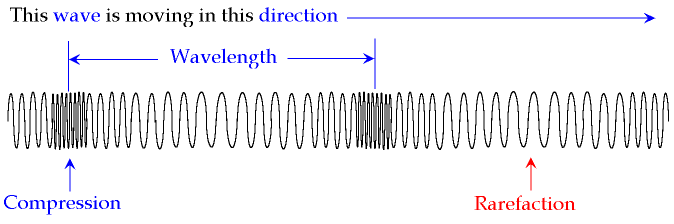 This wave is moving in this direction
Wavelength
Compression
Rarefaction